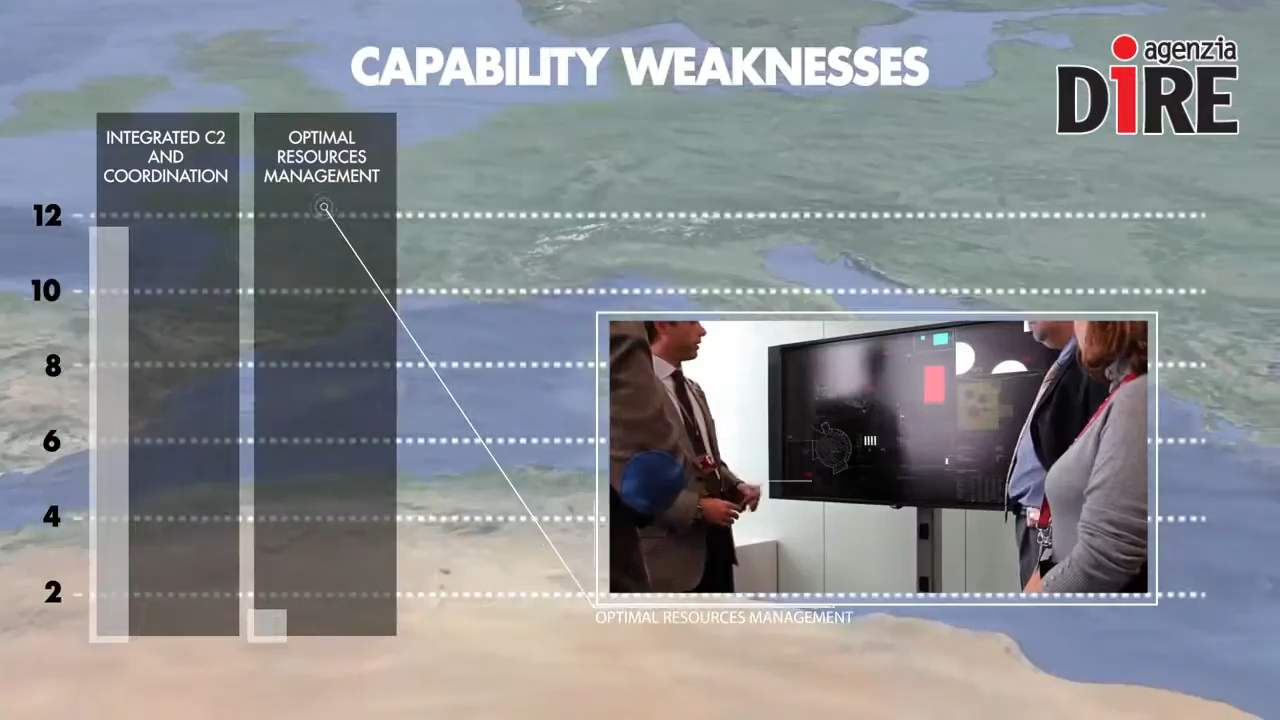 CAPABILITY WEAKNESSES
agenzia
DiRE
INTEGRATED C2
AND
COORDINATION
OPTIMAL
RESOURCES
MANAGEMENT
12
10
8
6
4
2
OPTIMAL RESOURCES MANAGEMENT